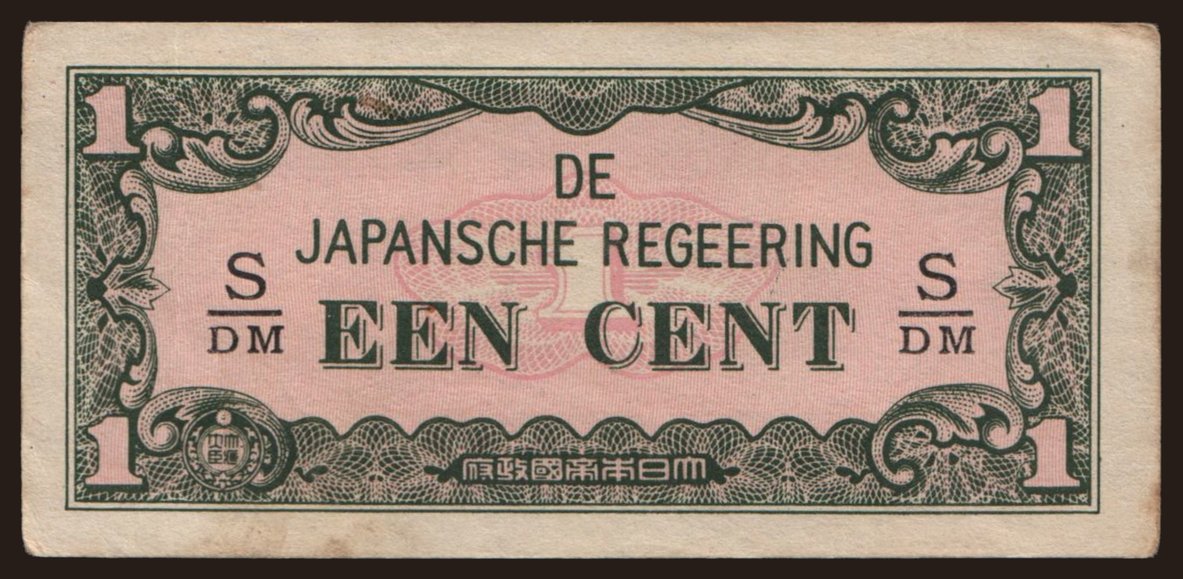 1 1
DE
JAPANSCHE REGEERING
S/DM EEN CENT S/DM
1 1
府政國帝本日大